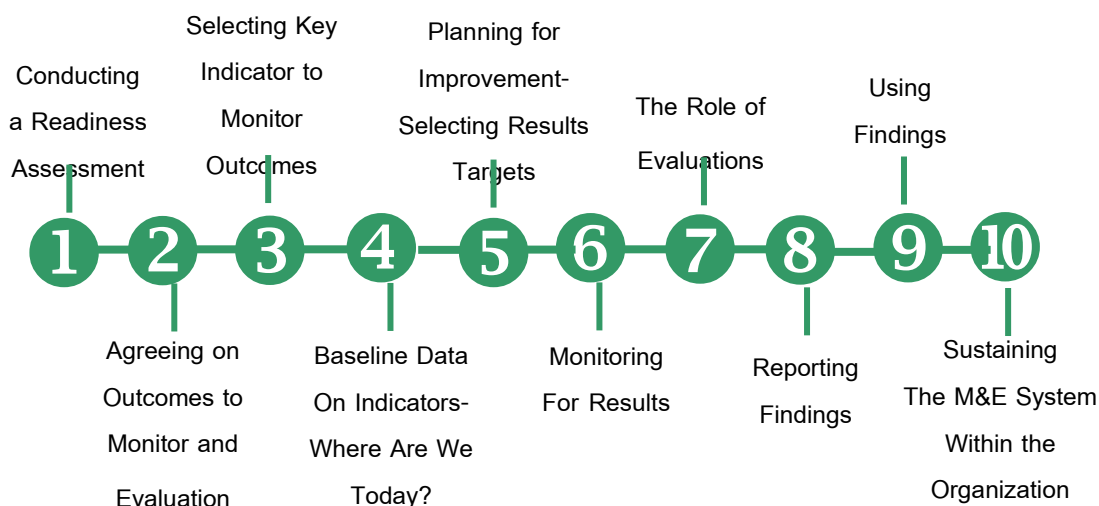 Conducting
a Readiness
Assessment
Selecting Key
Indicator to
Monitor
Outcomes
Planning for
Improvement-
Selecting Results
Targets
The Role of
Evaluations
Using
Findings
1 2 3 4 5 6 7 8 9 10
Agreeing on
Outcomes to
Monitor and
Evaluation
Baseline Data
On Indicators-
Where Are We
Today?
Monitoring
For Results
Reporting
Findings
Sustaining
The M&E System
Within the
Organization